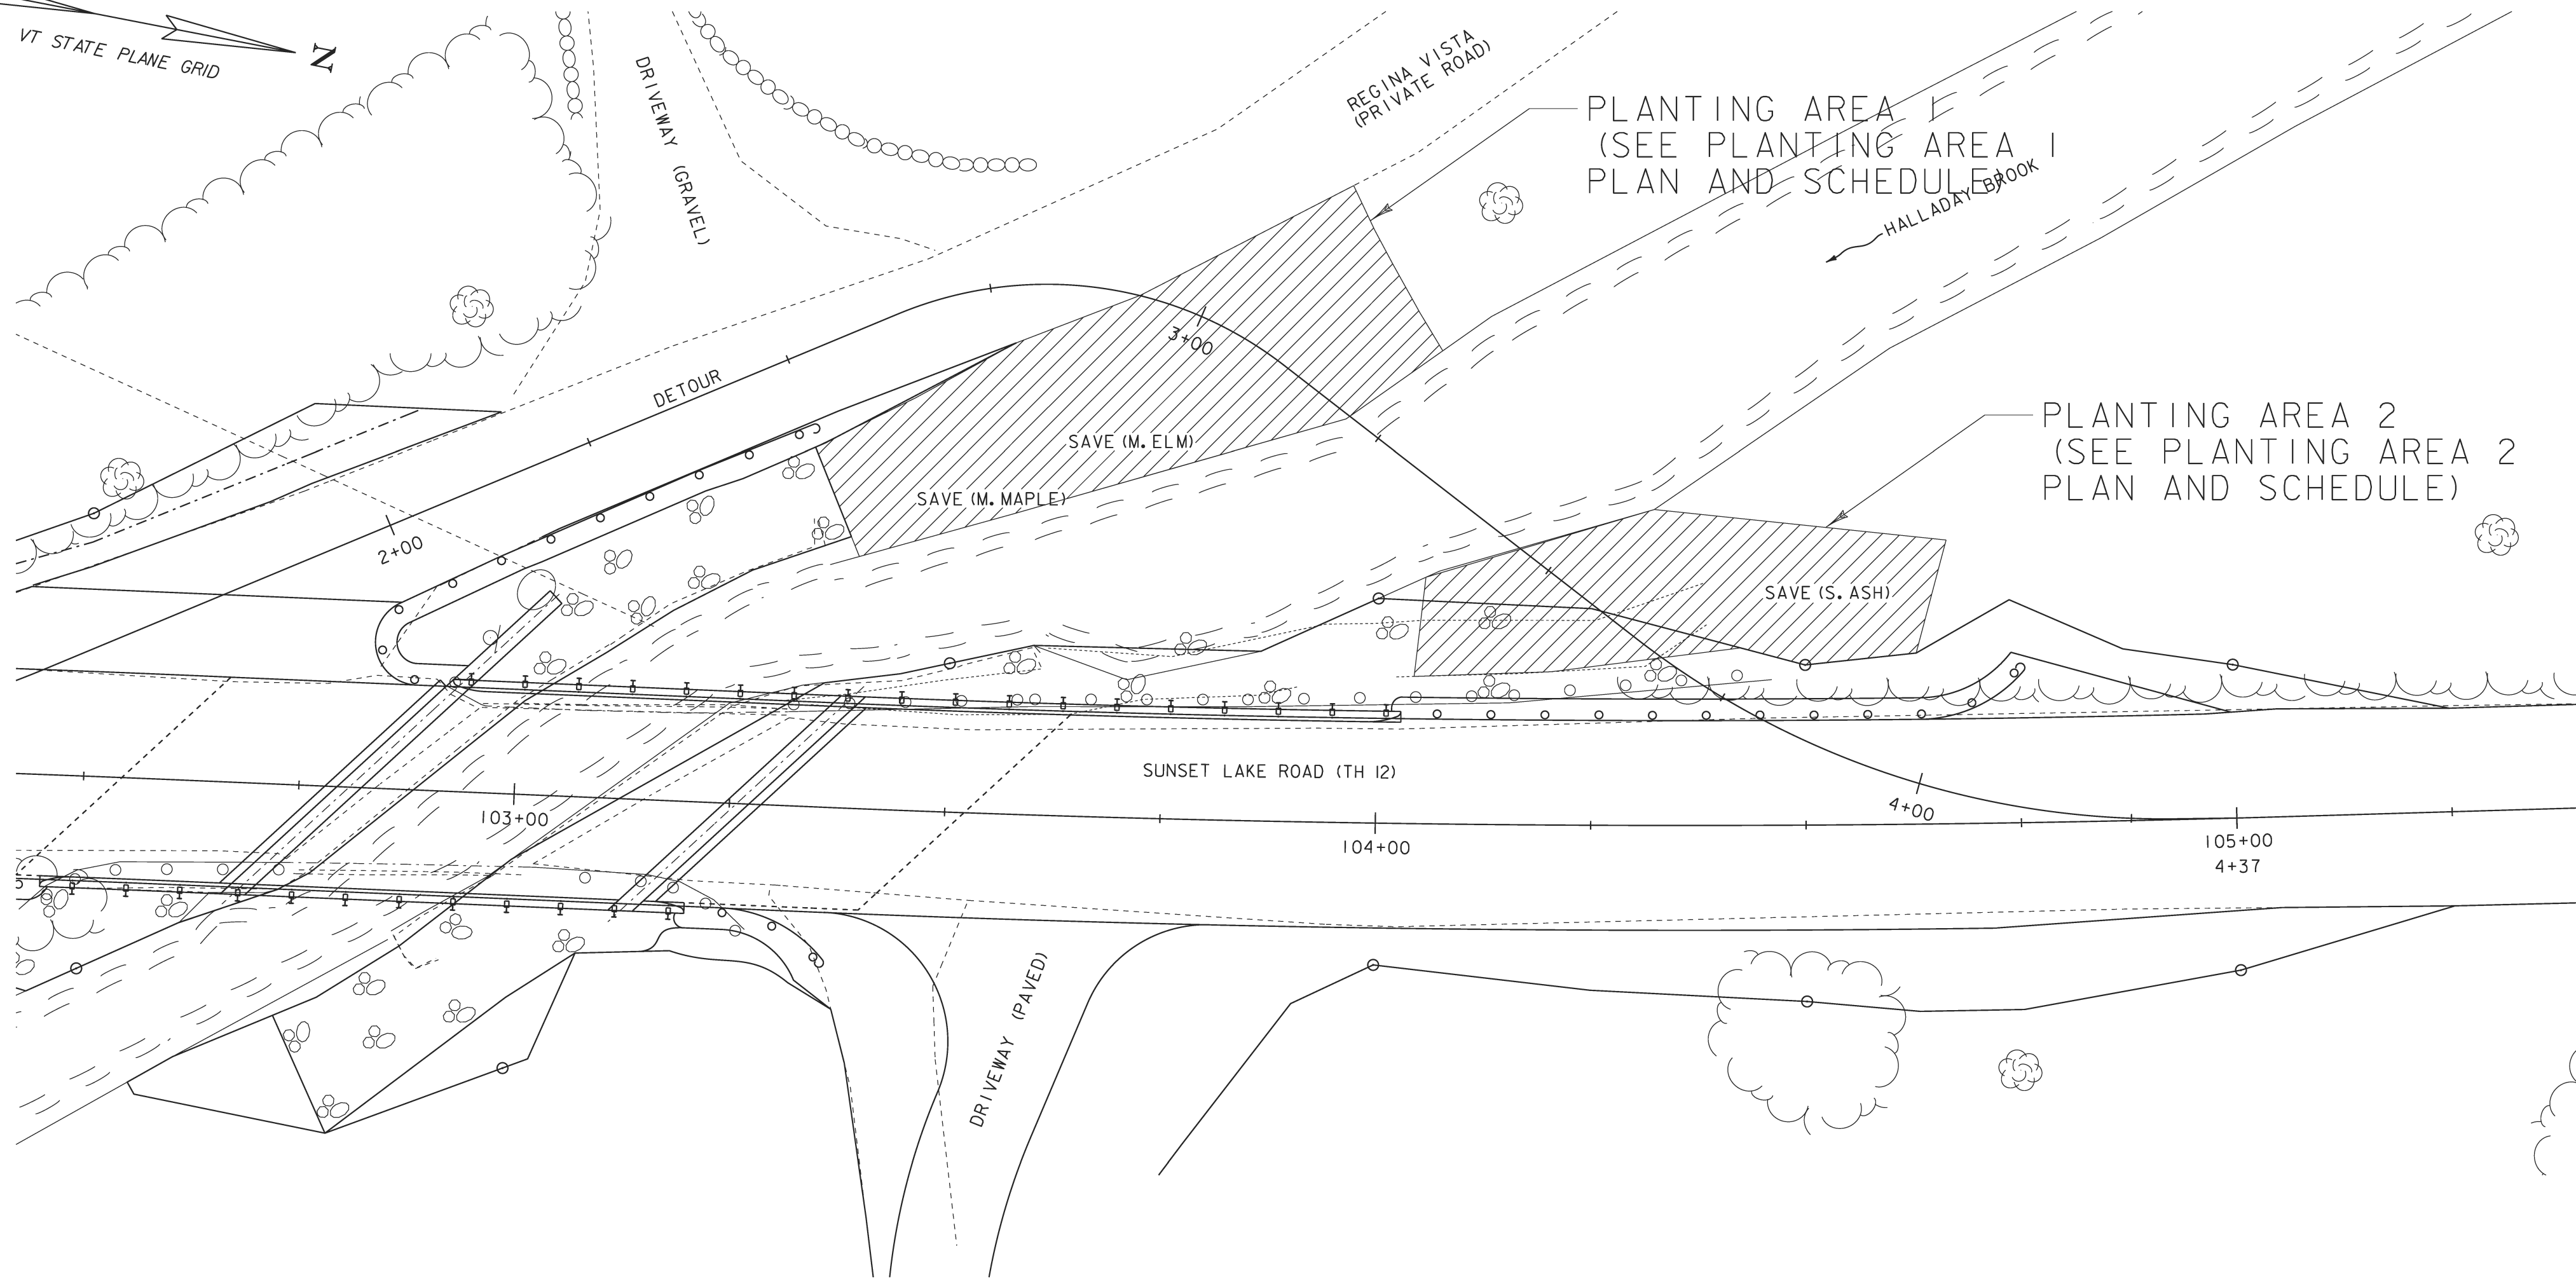 VT STATE PLANE GRID
N
DRIVEWAY (GRAVEL)
REGINA VISTA
(PRIVATE ROAD)
PLANTING AREA 1
(SEE PLANTING AREA 1
PLAN AND SCHEDULE)
HALLADAY BROOK
3+00
DETOUR
PLANTING AREA 2
(SEE PLANTING AREA 2
PLAN AND SCHEDULE)
SAVE (M. ELM)
SAVE (M. MAPLE)
2+00
SAVE (S. ASH)
SUNSET LAKE ROAD (TH 12)
103+00
4+00
104+00
105+00
4+37
DRIVEWAY (PAVED)